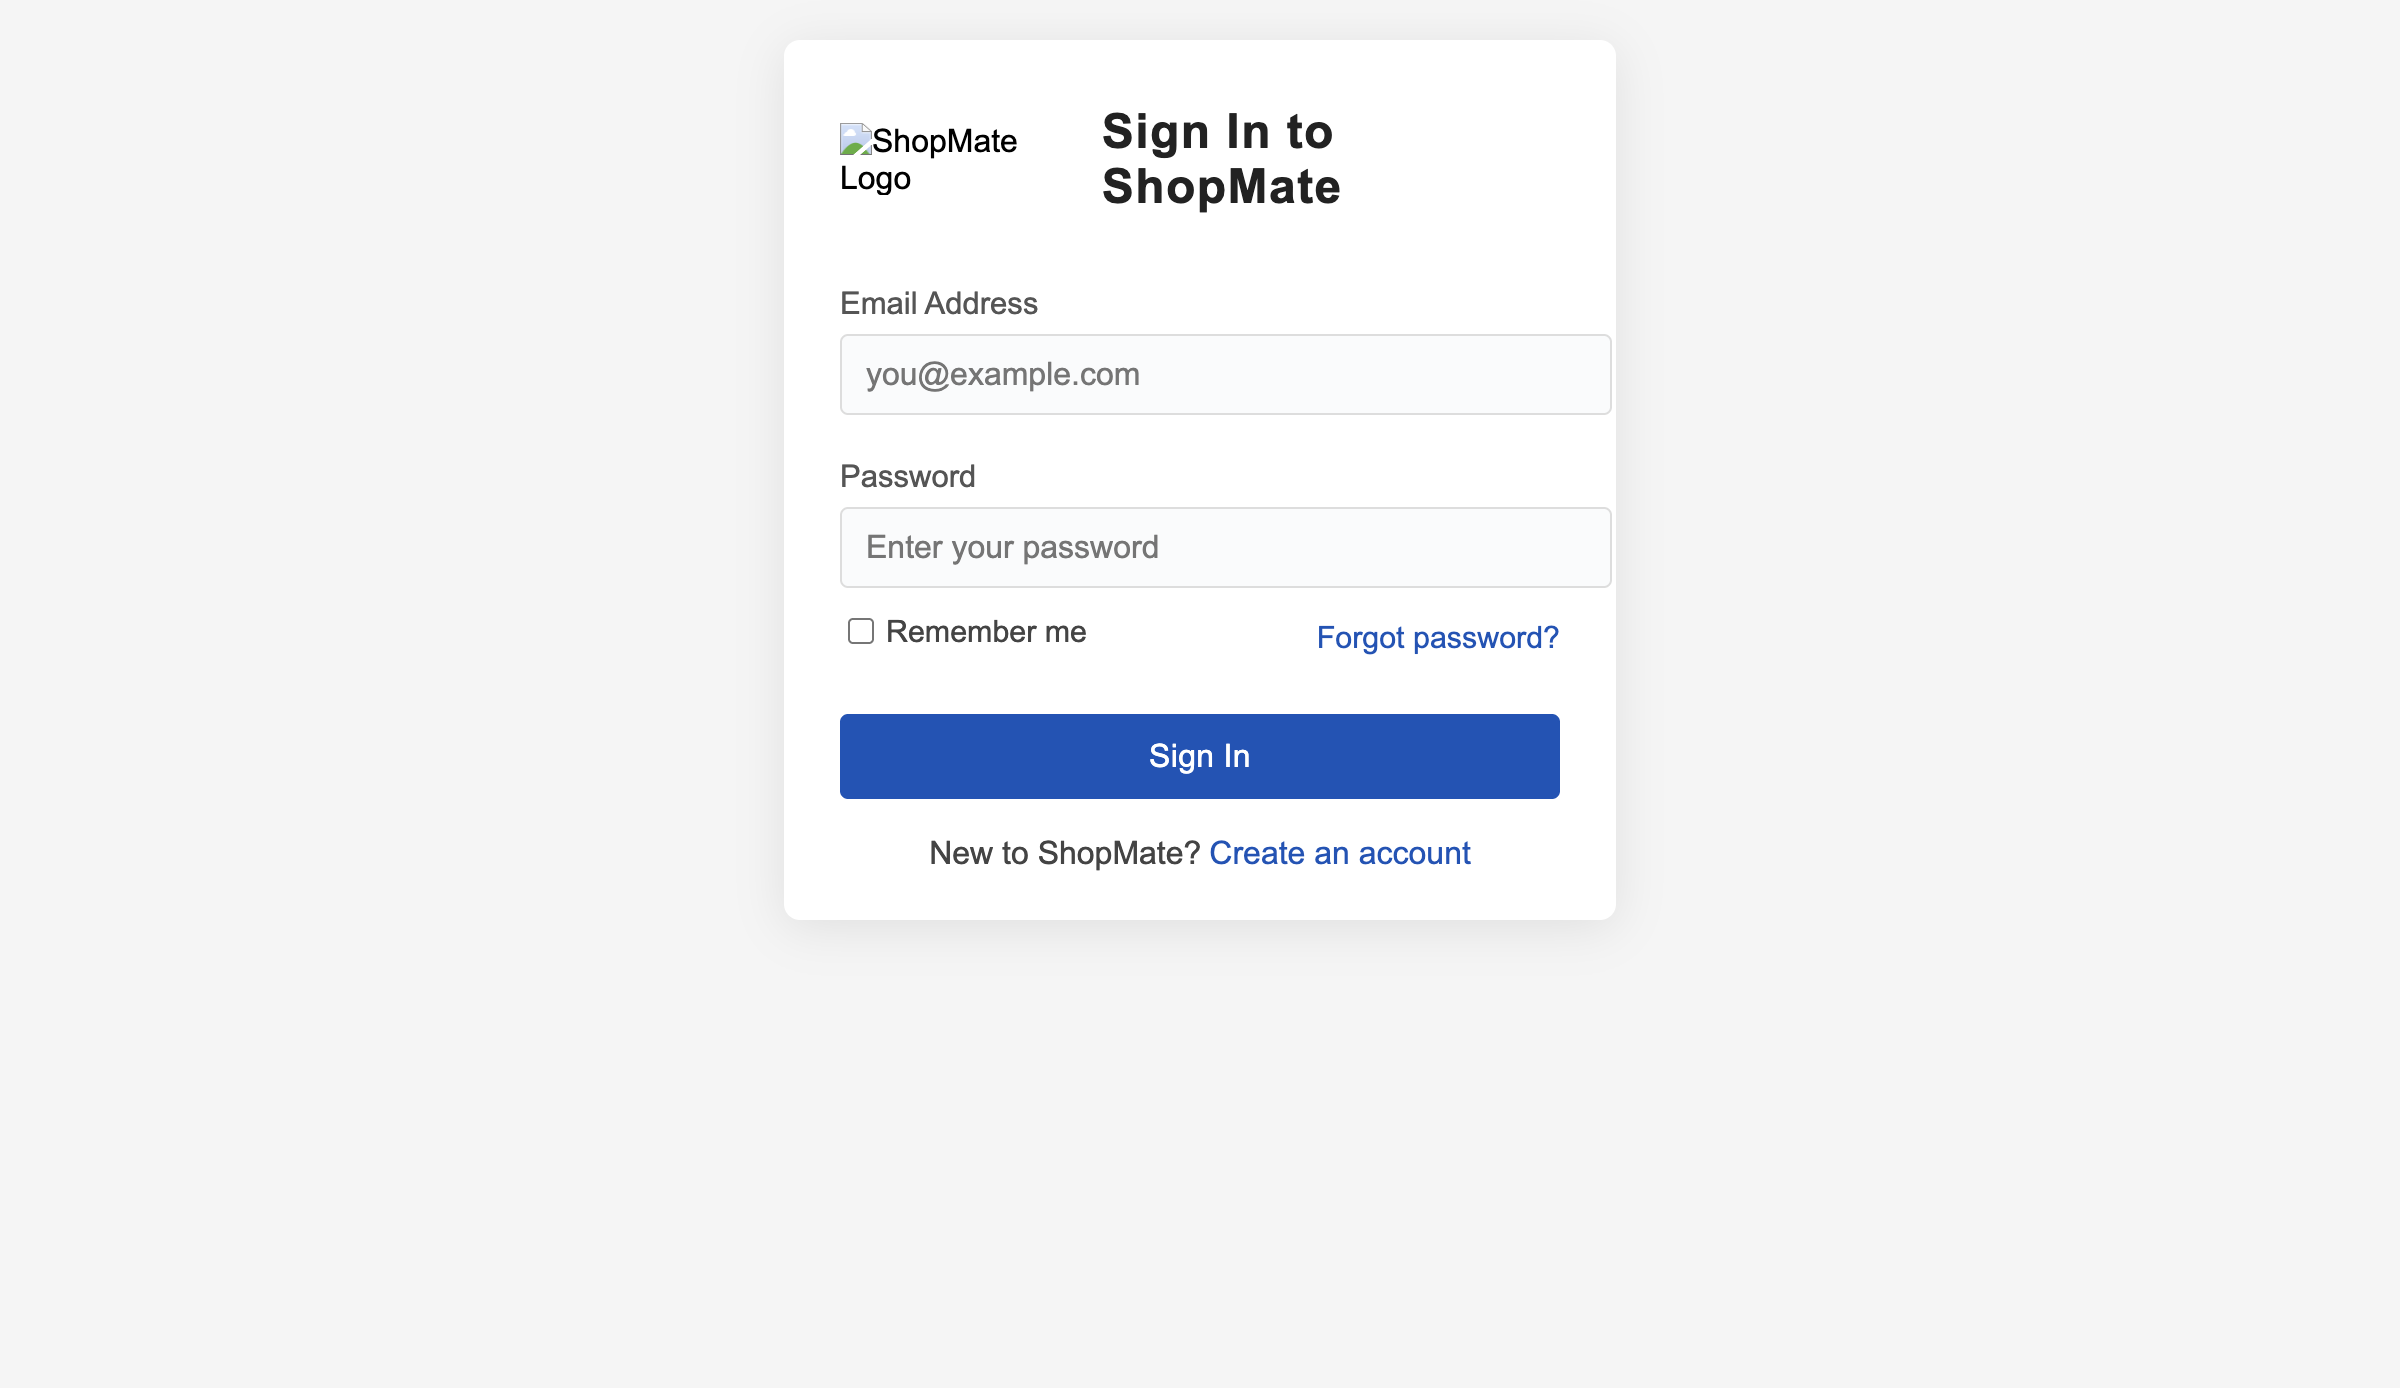 ShopMate
Logo
Sign In to
ShopMate
Email Address
you@example.com
Password
Enter your password
Remember me
Forgot password?
Sign In
New to ShopMate? Create an account